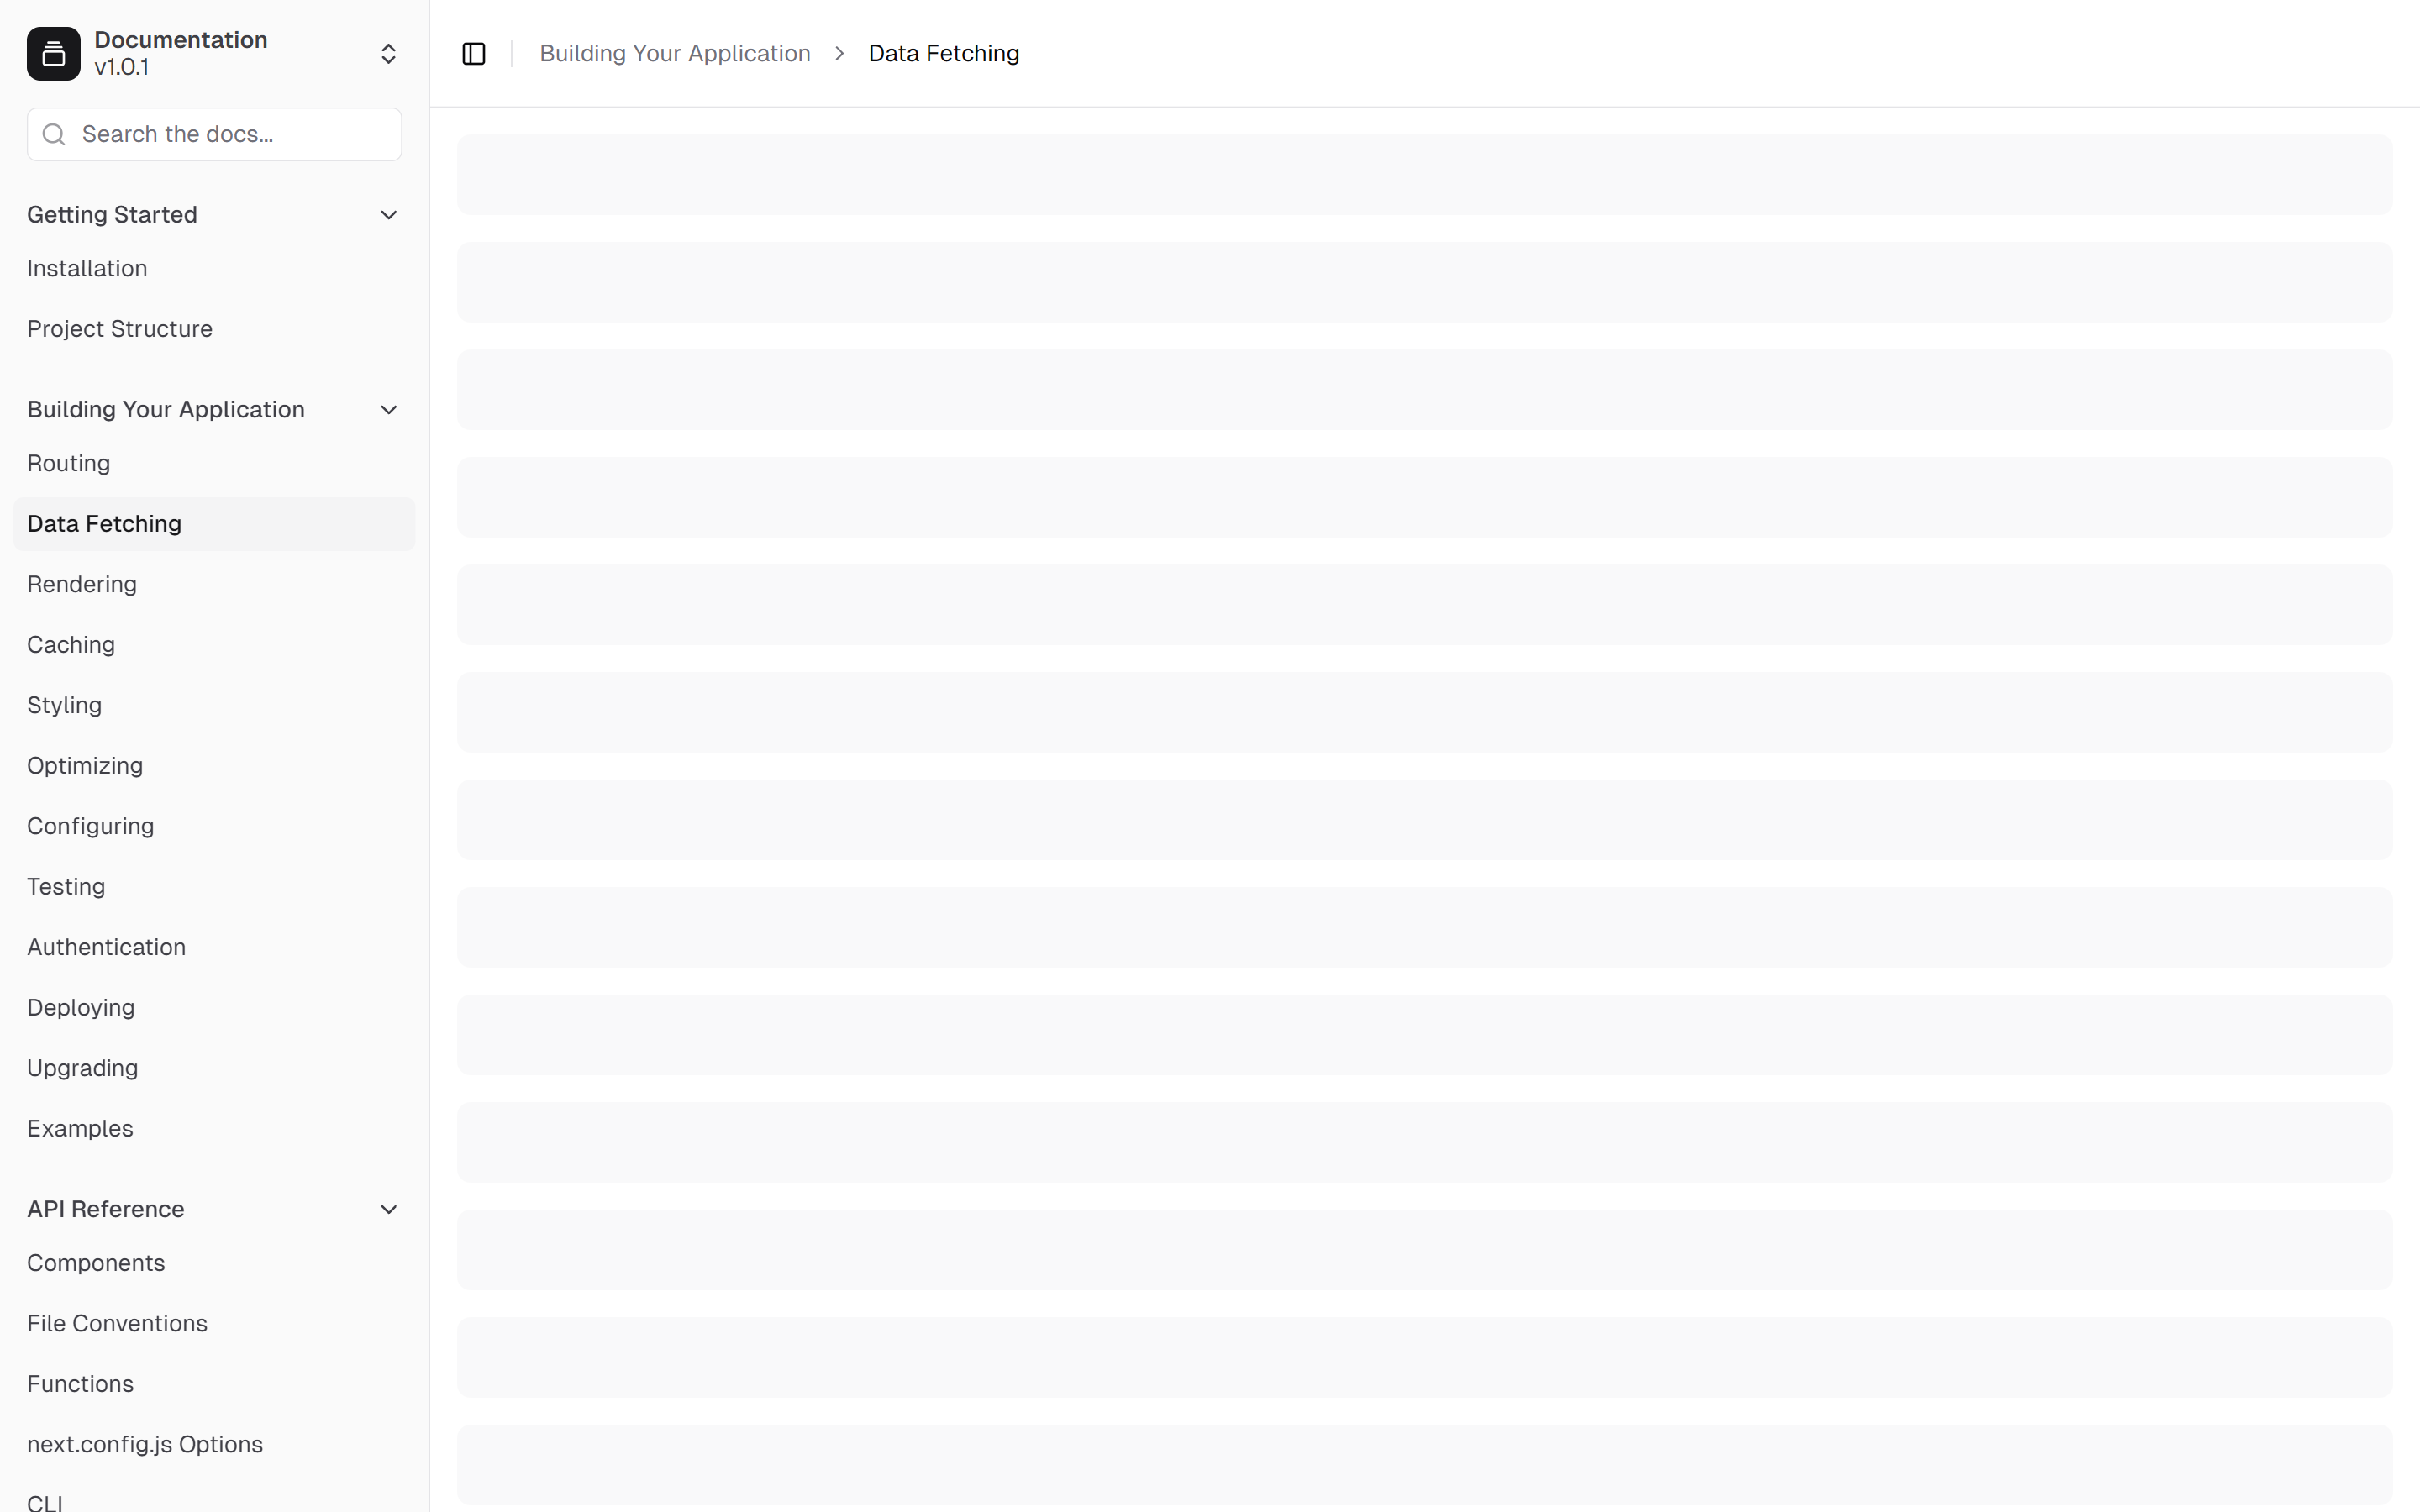 Documentation
v1.0.1
Search the docs...
Getting Started
Installation
Project Structure
Building Your Application
Routing
Data Fetching
Rendering
Caching
Styling
Optimizing
Configuring
Testing
Authentication
Deploying
Upgrading
Examples
API Reference
Components
File Conventions
Functions
next.config.js Options
CLI
Building Your Application > Data Fetching